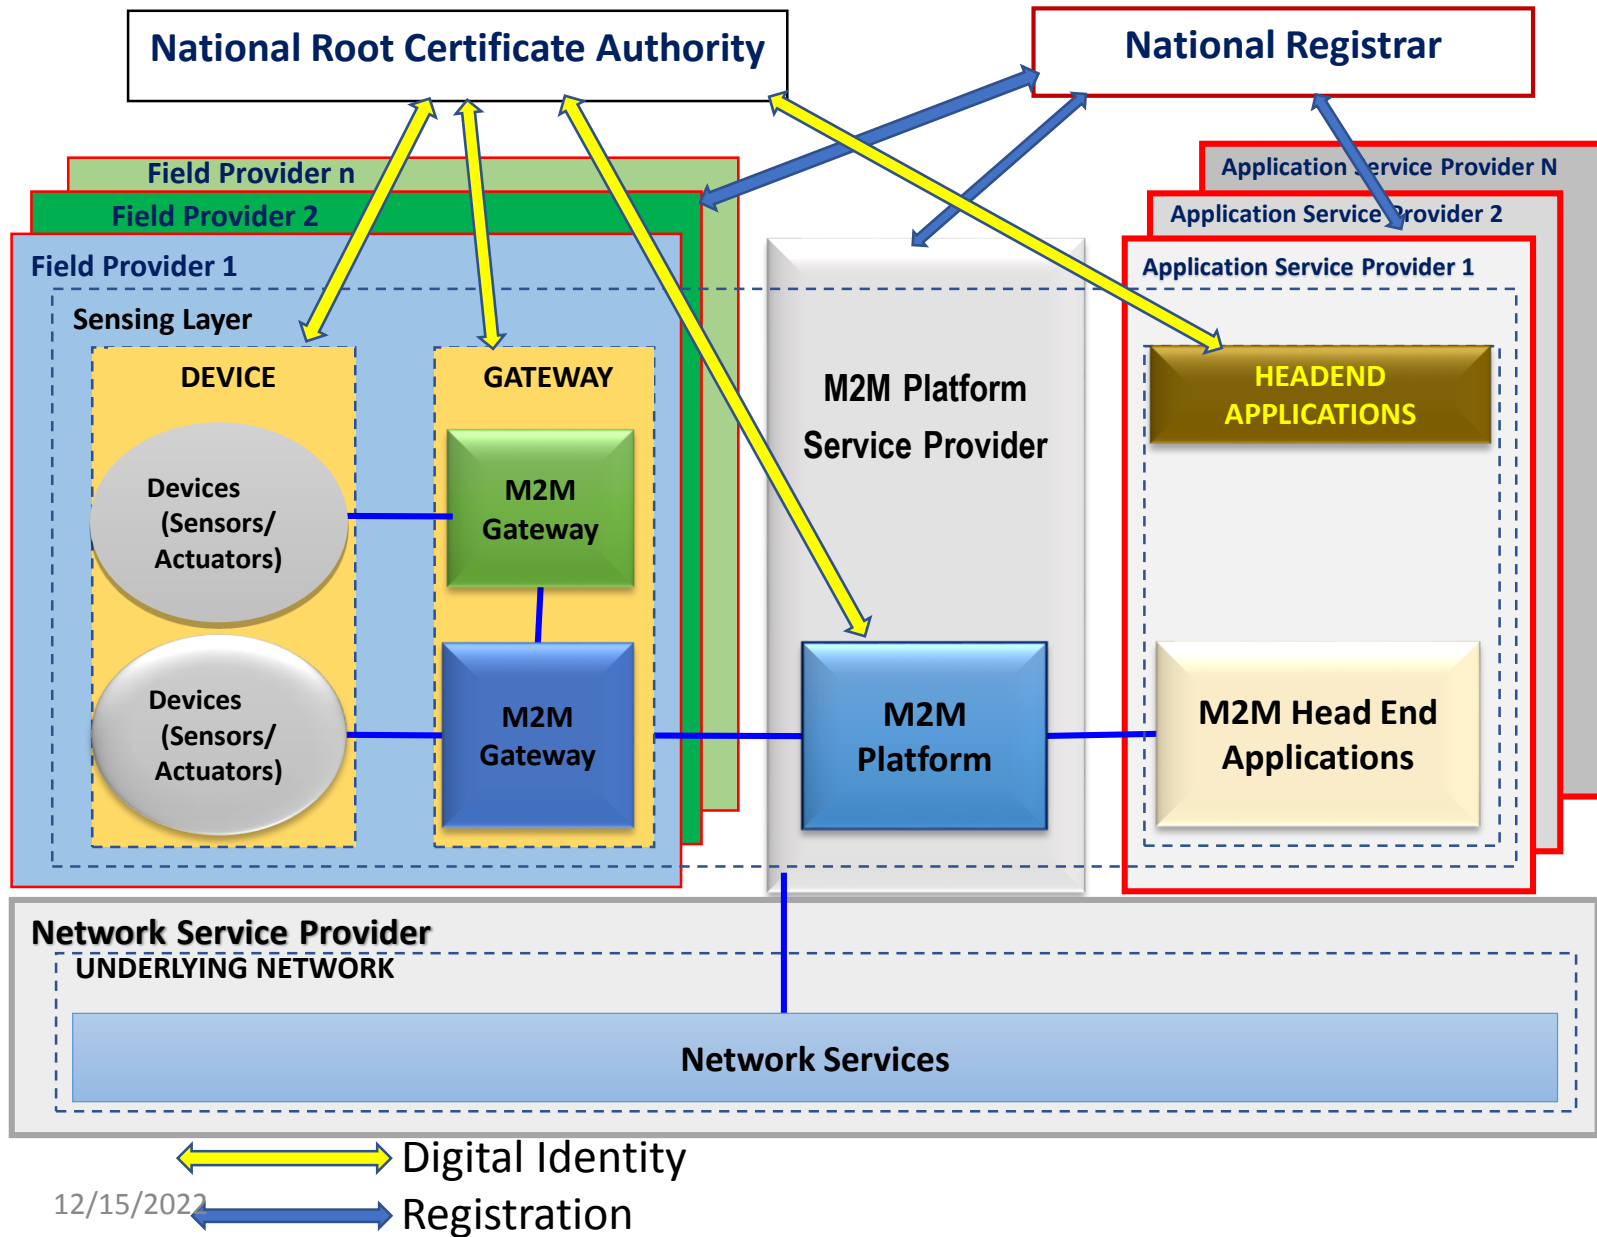 National Root Certificate Authority
National Registrar
Field Provider n
Field Provider 2
Field Provider 1
Application Service Provider N
Application Service Provider 2
Application Service Provider 1
Sensing Layer
DEVICE
GATEWAY
Devices
(Sensors/
Actuators)
M2M
Gateway
Devices
(Sensors/
Actuators)
M2M
Gateway
M2M Platform
Service Provider
M2M
Platform
HEADEND
APPLICATIONS
M2M Head End
Applications
Network Service Provider
UNDERLYING NETWORK
Network Services
Digital Identity
12/15/2022
Registration